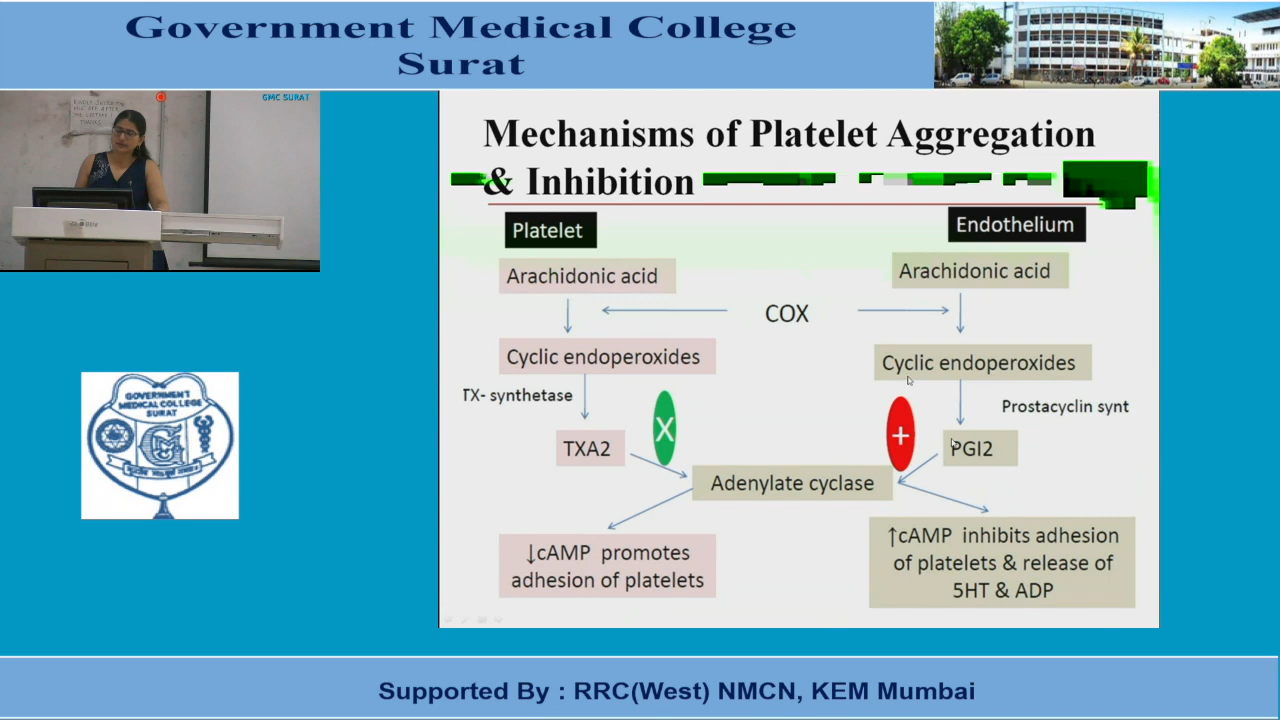 Government Medical College
Surat
GMC SURAT
Mechanisms of Platelet Aggregation
& Inhibition
Platelet
Endothelium
Arachidonic acid
Arachidonic acid
COX
Cyclic endoperoxides
Cyclic endoperoxides
TX- synthetase
Prostacyclin synt
X
+
TXA2
PGI2
Adenylate cyclase
↓cAMP promotes
adhesion of platelets
↑cAMP inhibits adhesion
of platelets & release of
5HT & ADP
GOVERNMENT
MEDICAL COLLEGE
SURAT
Supported By : RRC(West) NMCN, KEM Mumbai